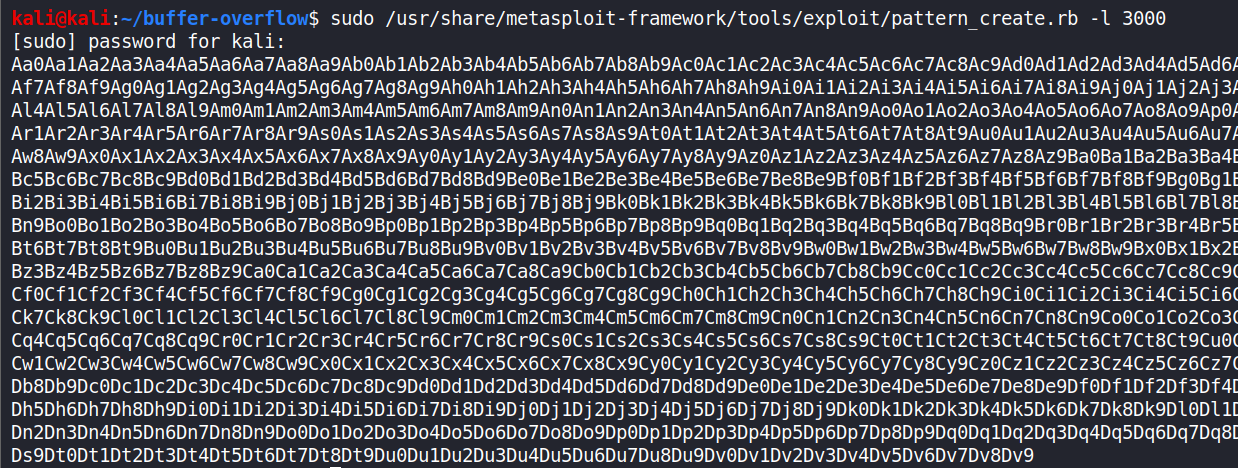 kali@kali:~/buffer-overflow$ sudo /usr/share/metasploit-framework/tools/exploit/pattern_create.rb -l 3000
[sudo] password for kali:
Aa0Aa1Aa2Aa3Aa4Aa5Aa6Aa7Aa8Aa9Ab0Ab1Ab2Ab3Ab4Ab5Ab6Ab7Ab8Ab9Ac0Ac1Ac2Ac3Ac4Ac5Ac6Ac7Ac8Ac9Ad0Ad1Ad2Ad3Ad4Ad5Ad6A
Af7Af8Af9Ag0Ag1Ag2Ag3Ag4Ag5Ag6Ag7Ag8Ag9Ah0Ah1Ah2Ah3Ah4Ah5Ah6Ah7Ah8Ah9Ai0Ai1Ai2Ai3Ai4Ai5Ai6Ai7Ai8Ai9Aj0Aj1Aj2Aj3A
Al4Al5Al6Al7Al8Al9Am0Am1Am2Am3Am4Am5Am6Am7Am8Am9An0An1An2An3An4An5An6An7An8An9Ao0Ao1Ao2Ao3Ao4Ao5Ao6Ao7Ao8Ao9Ap0A
Ar1Ar2Ar3Ar4Ar5Ar6Ar7Ar8Ar9As0As1As2As3As4As5As6As7As8As9At0At1At2At3At4At5At6At7At8At9Au0Au1Au2Au3Au4Au5Au6Au7A
Aw8Aw9Ax0Ax1Ax2Ax3Ax4Ax5Ax6Ax7Ax8Ax9Ay0Ay1Ay2Ay3Ay4Ay5Ay6Ay7Ay8Ay9Az0Az1Az2Az3Az4Az5Az6Az7Az8Az9Ba0Ba1Ba2Ba3Ba4B
Bc5Bc6Bc7Bc8Bc9Bd0Bd1Bd2Bd3Bd4Bd5Bd6Bd7Bd8Bd9Be0Be1Be2Be3Be4Be5Be6Be7Be8Be9Bf0Bf1Bf2Bf3Bf4Bf5Bf6Bf7Bf8Bf9Bg0Bg1B
Bi2Bi3Bi4Bi5Bi6Bi7Bi8Bi9Bj0Bj1Bj2Bj3Bj4Bj5Bj6Bj7Bj8Bj9Bk0Bk1Bk2Bk3Bk4Bk5Bk6Bk7Bk8Bk9Bl0Bl1Bl2Bl3Bl4Bl5Bl6Bl7Bl8B
Bn9Bo0Bo1Bo2Bo3Bo4Bo5Bo6Bo7Bo8Bo9Bp0Bp1Bp2Bp3Bp4Bp5Bp6Bp7Bp8Bp9Bq0Bq1Bq2Bq3Bq4Bq5Bq6Bq7Bq8Bq9Br0Br1Br2Br3Br4Br5B
Bt6Bt7Bt8Bt9Bu0Bu1Bu2Bu3Bu4Bu5Bu6Bu7Bu8Bu9Bv0Bv1Bv2Bv3Bv4Bv5Bv6Bv7Bv8Bv9Bw0Bw1Bw2Bw3Bw4Bw5Bw6Bw7Bw8Bw9Bx0Bx1Bx2B
Bz3Bz4Bz5Bz6Bz7Bz8Bz9Ca0Ca1Ca2Ca3Ca4Ca5Ca6Ca7Ca8Ca9Cb0Cb1Cb2Cb3Cb4Cb5Cb6Cb7Cb8Cb9Cc0Cc1Cc2Cc3Cc4Cc5Cc6Cc7Cc8Cc9C
Cf0Cf1Cf2Cf3Cf4Cf5Cf6Cf7Cf8Cf9Cg0Cg1Cg2Cg3Cg4Cg5Cg6Cg7Cg8Cg9Ch0Ch1Ch2Ch3Ch4Ch5Ch6Ch7Ch8Ch9Ci0Ci1Ci2Ci3Ci4Ci5Ci6C
Ck7Ck8Ck9Cl0Cl1Cl2Cl3Cl4Cl5Cl6Cl7Cl8Cl9Cm0Cm1Cm2Cm3Cm4Cm5Cm6Cm7Cm8Cm9Cn0Cn1Cn2Cn3Cn4Cn5Cn6Cn7Cn8Cn9Co0Co1Co2Co3C
Cq4Cq5Cq6Cq7Cq8Cq9Cr0Cr1Cr2Cr3Cr4Cr5Cr6Cr7Cr8Cr9Cs0Cs1Cs2Cs3Cs4Cs5Cs6Cs7Cs8Cs9Ct0Ct1Ct2Ct3Ct4Ct5Ct6Ct7Ct8Ct9Cu0C
Cw1Cw2Cw3Cw4Cw5Cw6Cw7Cw8Cw9Cx0Cx1Cx2Cx3Cx4Cx5Cx6Cx7Cx8Cx9Cy0Cy1Cy2Cy3Cy4Cy5Cy6Cy7Cy8Cy9Cz0Cz1Cz2Cz3Cz4Cz5Cz6Cz7C
Db8Db9Dc0Dc1Dc2Dc3Dc4Dc5Dc6Dc7Dc8Dc9Dd0Dd1Dd2Dd3Dd4Dd5Dd6Dd7Dd8Dd9De0De1De2De3De4De5De6De7De8De9Df0Df1Df2Df3Df4D
Dh5Dh6Dh7Dh8Dh9Di0Di1Di2Di3Di4Di5Di6Di7Di8Di9Dj0Dj1Dj2Dj3Dj4Dj5Dj6Dj7Dj8Dj9Dk0Dk1Dk2Dk3Dk4Dk5Dk6Dk7Dk8Dk9Dl0Dl1D
Dn2Dn3Dn4Dn5Dn6Dn7Dn8Dn9Do0Do1Do2Do3Do4Do5Do6Do7Do8Do9Dp0Dp1Dp2Dp3Dp4Dp5Dp6Dp7Dp8Dp9Dq0Dq1Dq2Dq3Dq4Dq5Dq6Dq7Dq8D
Ds9Dt0Dt1Dt2Dt3Dt4Dt5Dt6Dt7Dt8Dt9Du0Du1Du2Du3Du4Du5Du6Du7Du8Du9Dv0Dv1Dv2Dv3Dv4Dv5Dv6Dv7Dv8Dv9